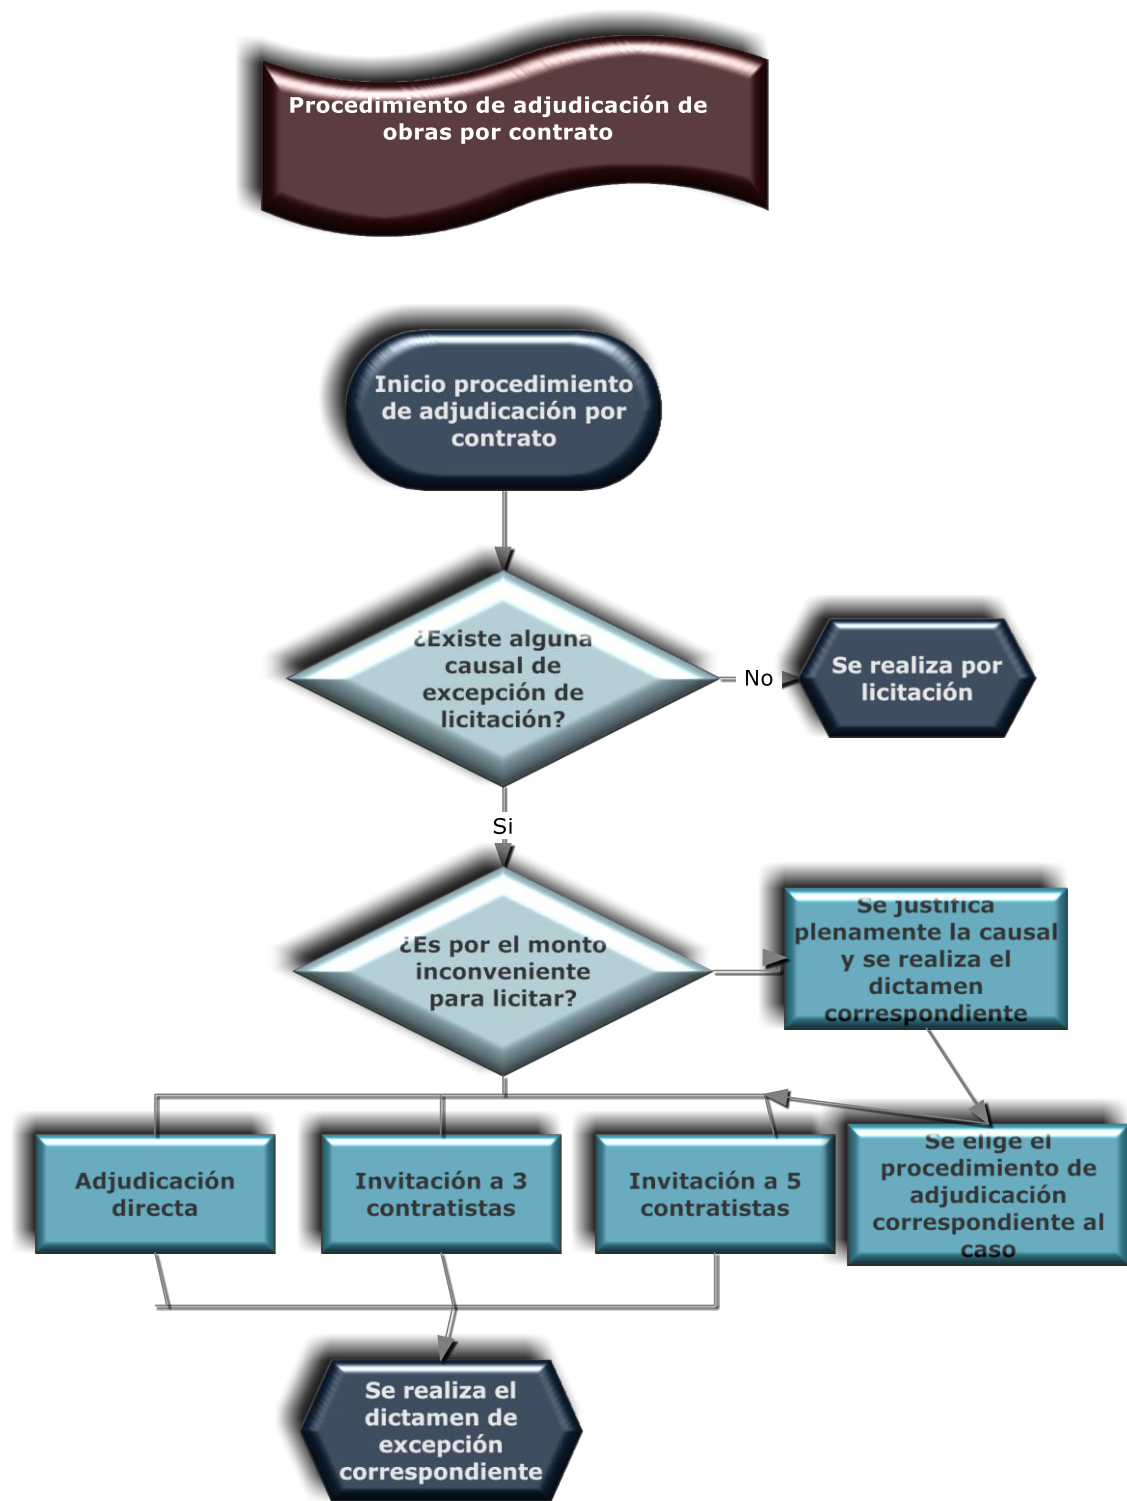 Procedimiento de adjudicación de
obras por contrato
Inicio procedimiento
de adjudicación por
contrato
¿Existe alguna
causal de
excepción de
licitación?
No
Se realiza por
licitación
Si
¿Es por el monto
inconveniente
para licitar?
Se justifica
plenamente la causal
y se realiza el
dictamen
correspondiente
Adjudicación
directa
Invitación a 3
contratistas
Invitación a 5
contratistas
Se elige el
procedimiento de
adjudicación
correspondiente al
caso
Se realiza el
dictamen de
excepción
correspondiente